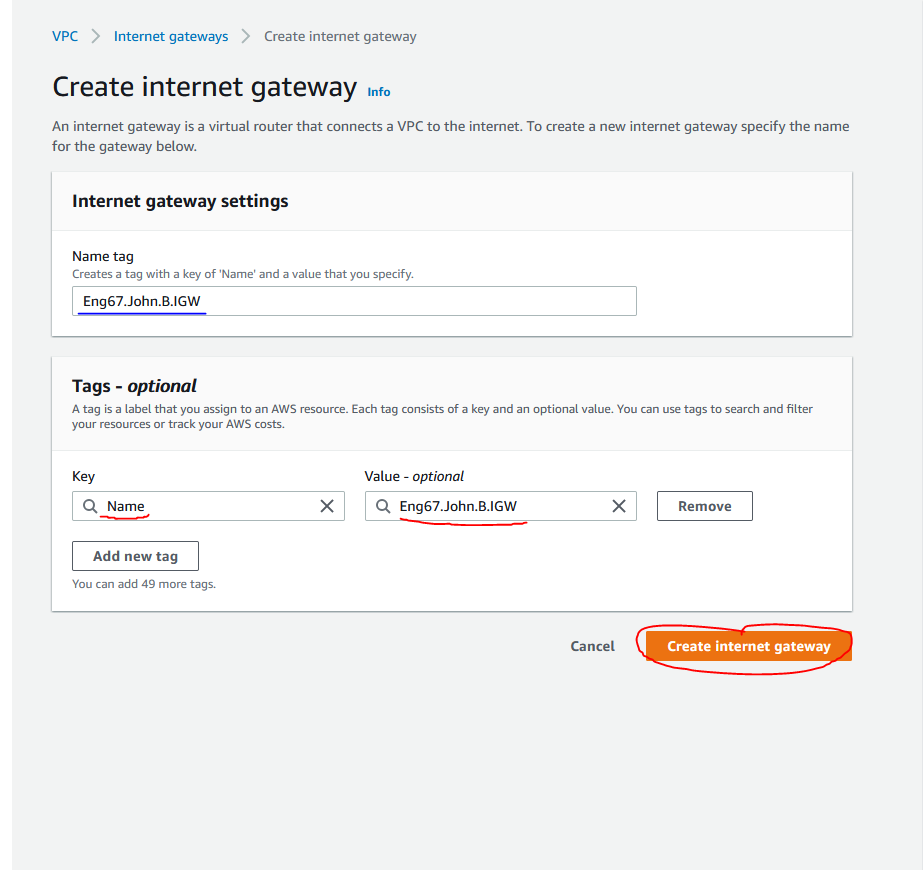 VPC > Internet gateways > Create internet gateway
Create internet gateway Info
An internet gateway is a virtual router that connects a VPC to the internet. To create a new internet gateway specify the name
for the gateway below.
Internet gateway settings
Name tag
Creates a tag with a key of 'Name' and a value that you specify.
Eng67.John.B.IGW
Tags - optional
A tag is a label that you assign to an AWS resource. Each tag consists of a key and an optional value. You can use tags to search and filter
your resources or track your AWS costs.
Key Value - optional
Name Eng67.John.B.IGW Remove
Add new tag
You can add 49 more tags.
Cancel Create internet gateway